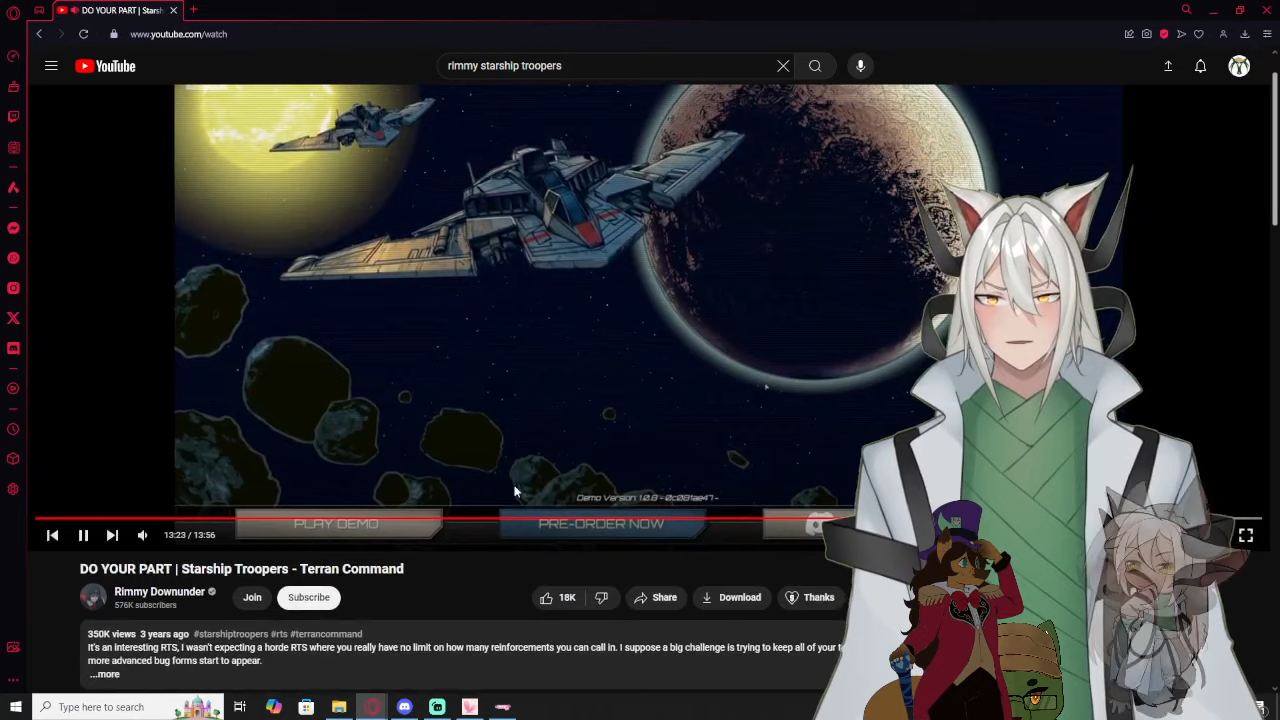 DO YOUR PART | Starsh
www.youtube.com/watch
YouTube
rimmy starship troopers
Demo Version 1.0.8 - 0c081ae47 -
PLAY DEMO
PRE-ORDER NOW
13:23 / 13:56
DO YOUR PART | Starship Troopers - Terran Command
Rimmy Downunder
576K subscribers
Join
Subscribe
18K
Share
Download
Thanks
350K views 3 years ago #starshiptroopers #rts #terrancommand
It's an interesting RTS, I wasn't expecting a horde RTS where you really have no limit on how many reinforcements you can call in. I suppose a big challenge is trying to keep all of your
more advanced bug forms start to appear.
...more
Type here to search